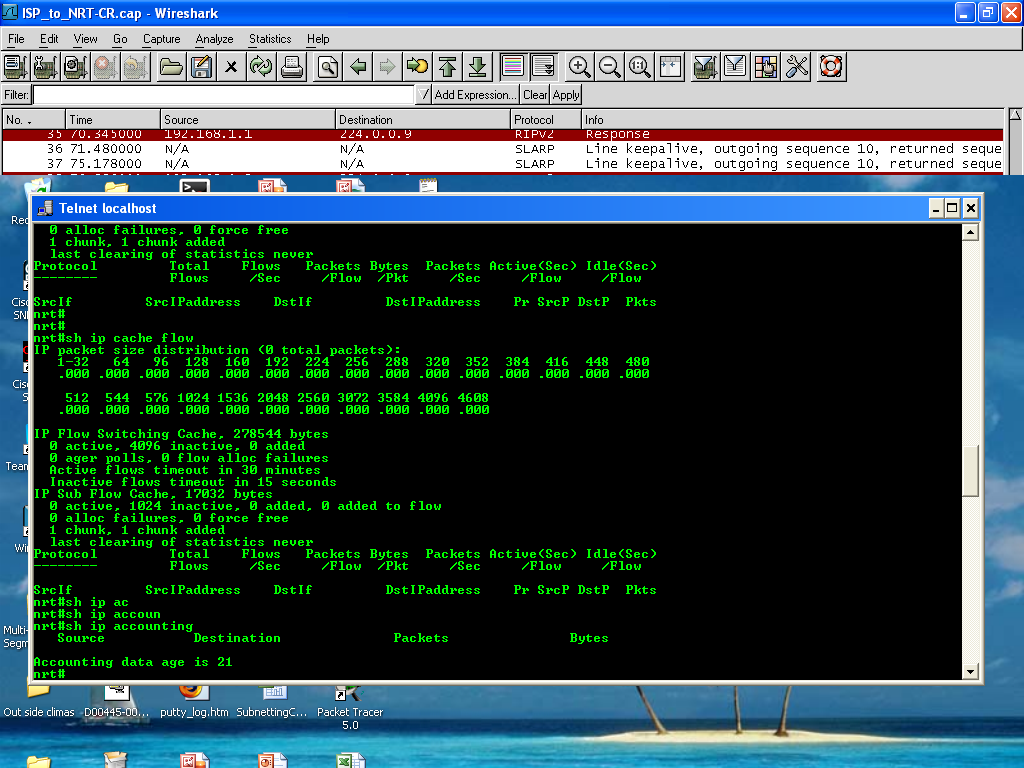 ISP_to_NRT-CR.cap - Wireshark
File Edit View Go Capture Analyze Statistics Help
Filter: Add Expression... Clear Apply
No. . Time Source Destination Protocol Info
35 70.345000 192.168.1.1 224.0.0.9 RIPv2 Response
36 71.480000 N/A N/A SLARP Line keepalive, outgoing sequence 10, returned seque
37 75.178000 N/A N/A SLARP Line keepalive, outgoing sequence 10, returned seque
Telnet localhost
0 alloc failures, 0 force free
1 chunk, 1 chunk added
last clearing of statistics never
Protocol Total Flows Packets Bytes Packets Active(Sec) Idle(Sec)
-------- Flows /Sec /Flow /Pkt /Sec /Flow /Flow
SrcIf SrcIPaddress DstIf DstIPaddress Pr SrcP DstP Pkts
nrt#
nrt#
nrt#sh ip cache flow
IP packet size distribution (0 total packets):
1-32 64 96 128 160 192 224 256 288 320 352 384 416 448 480
.000 .000 .000 .000 .000 .000 .000 .000 .000 .000 .000 .000 .000 .000 .000
512 544 576 1024 1536 2048 2560 3072 3584 4096 4608
.000 .000 .000 .000 .000 .000 .000 .000 .000 .000 .000
IP Flow Switching Cache, 278544 bytes
0 active, 4096 inactive, 0 added
0 ager polls, 0 flow alloc failures
Active flows timeout in 30 minutes
Inactive flows timeout in 15 seconds
IP Sub Flow Cache, 17032 bytes
0 active, 1024 inactive, 0 added, 0 added to flow
0 alloc failures, 0 force free
1 chunk, 1 chunk added
last clearing of statistics never
Protocol Total Flows Packets Bytes Packets Active(Sec) Idle(Sec)
-------- Flows /Sec /Flow /Pkt /Sec /Flow /Flow
SrcIf SrcIPaddress DstIf DstIPaddress Pr SrcP DstP Pkts
nrt#sh ip ac
nrt#sh ip accoun
nrt#sh ip accounting
Source Destination Packets Bytes
Accounting data age is 21
nrt#
Rec
Cisc
SN
Cisc
S
Team
Wir
Multi-
Segm
Out side climas
-D00445-00...
putty_log.htm
SubnettingC...
Packet Tracer
5.0